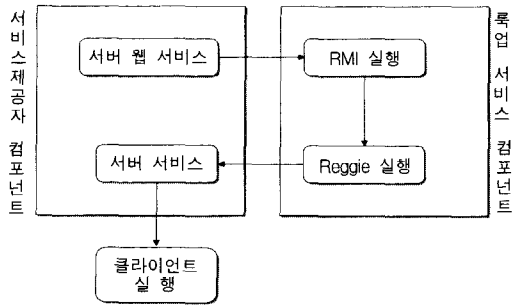 서비스제공자 컴포넌트
서버 웹 서비스
서버 서비스
RMI 실행
Reggie 실행
룩업 서비스 컴포넌트
클라이언트
실 행